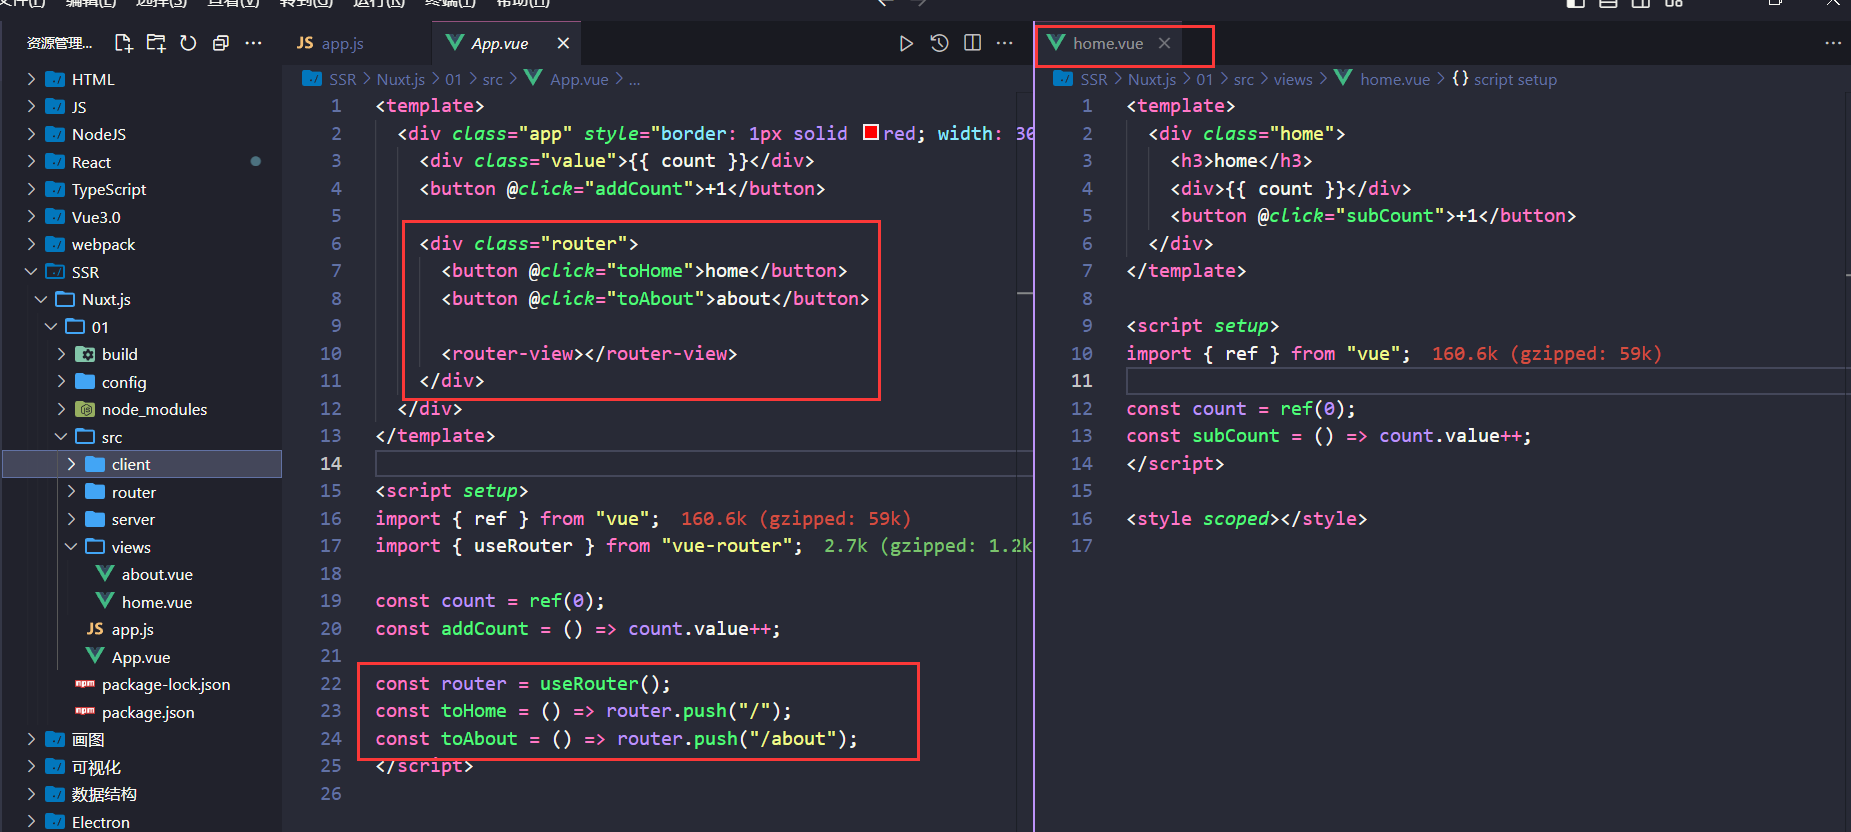 文件(F) 编辑(E) 选择(S) 查看(V) 转到(G) 运行(R) 终端(T) 帮助(H)
资源管理...
HTML
JS
NodeJS
React
TypeScript
Vue3.0
webpack
SSR
Nuxt.js
01
build
config
node_modules
src
client
router
server
views
about.vue
home.vue
JS app.js
App.vue
npm package-lock.json
npm package.json
画图
可视化
数据结构
Electron
JS app.js
App.vue
SSR > Nuxt.js > 01 > src > App.vue > ...
1 <template>
2 <div class="app" style="border: 1px solid red; width: 30
3 <div class="value">{{ count }}</div>
4 <button @click="addCount">+1</button>
5
6 <div class="router">
7 <button @click="toHome">home</button>
8 <button @click="toAbout">about</button>
9
10 <router-view></router-view>
11 </div>
12 </div>
13 </template>
14
15 <script setup>
16 import { ref } from "vue"; 160.6k (gzipped: 59k)
17 import { useRouter } from "vue-router"; 2.7k (gzipped: 1.2k
18
19 const count = ref(0);
20 const addCount = () => count.value++;
21
22 const router = useRouter();
23 const toHome = () => router.push("/");
24 const toAbout = () => router.push("/about");
25 </script>
26
home.vue
SSR > Nuxt.js > 01 > src > views > home.vue > {} script setup
1 <template>
2 <div class="home">
3 <h3>home</h3>
4 <div>{{ count }}</div>
5 <button @click="subCount">+1</button>
6 </div>
7 </template>
8
9 <script setup>
10 import { ref } from "vue"; 160.6k (gzipped: 59k)
11
12 const count = ref(0);
13 const subCount = () => count.value++;
14 </script>
15
16 <style scoped></style>
17